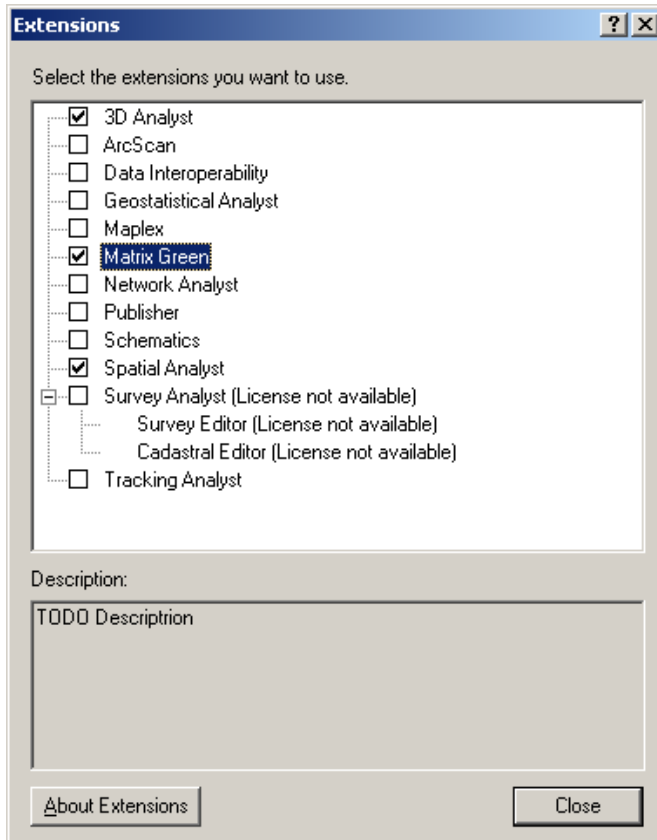 Extensions
Select the extensions you want to use.
3D Analyst
ArcScan
Data Interoperability
Geostatistical Analyst
Maplex
Matrix Green
Network Analyst
Publisher
Schematics
Spatial Analyst
Survey Analyst (License not available)
Survey Editor (License not available)
Cadastral Editor (License not available)
Tracking Analyst
Description:
TODO Descriptrion
About Extensions
Close